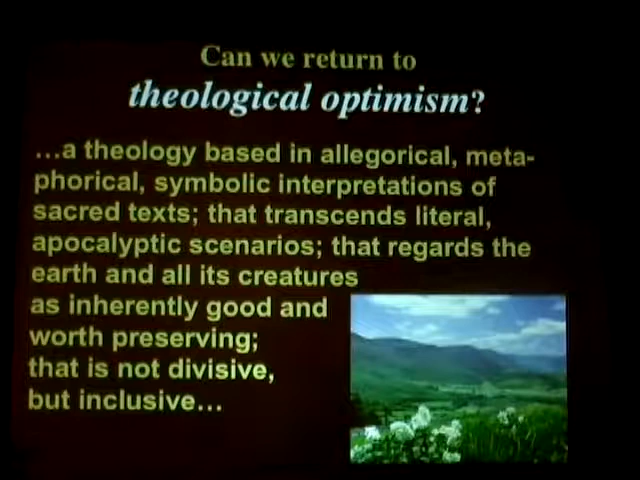 Can we return to
theological optimism?
...a theology based in allegorical, meta-
phorical, symbolic interpretations of
sacred texts; that transcends literal,
apocalyptic scenarios; that regards the
earth and all its creatures
as inherently good and
worth preserving;
that is not divisive,
but inclusive...